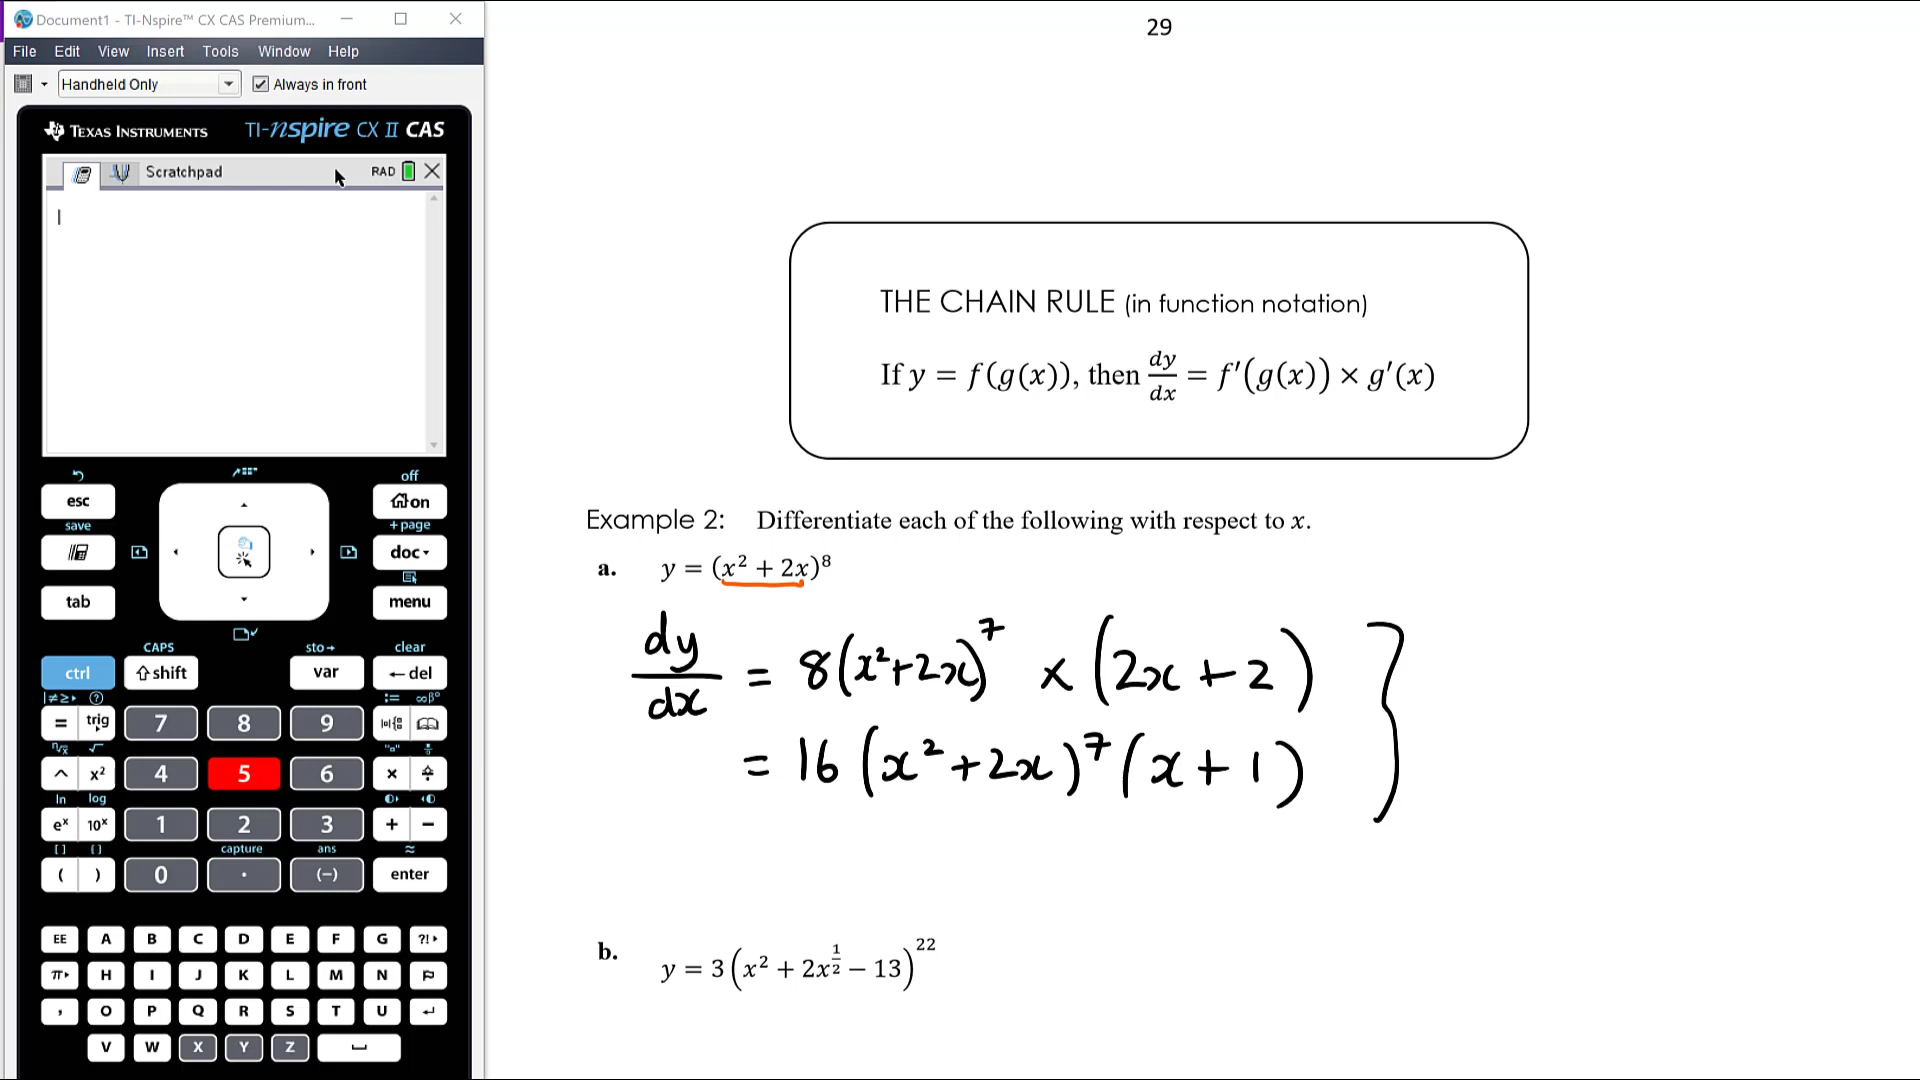 Document1 - TI-Nspire™ CX CAS Premium...
File Edit View Insert Tools Window Help
Handheld Only Always in front
TEXAS INSTRUMENTS TI-nspire CX II CAS
Scratchpad RAD
off
esc on
save + page
doc
tab menu
CAPS sto→ clear
ctrl ⇧shift var ←del
|≠≥▸ ? := ∞β°
= trig 7 8 9
ⁿ√x √ "▫"
^ x² 4 5 6 × ÷
ln log
eˣ 10ˣ 1 2 3 + −
[ ] { } capture ans ≈
( ) 0 . (−) enter
EE A B C D E F G ?!▸
π▸ H I J K L M N
, O P Q R S T U ↵
V W X Y Z
29
THE CHAIN RULE (in function notation)
If y = f(g(x)), then dy/dx = f′(g(x)) × g′(x)
Example 2: Differentiate each of the following with respect to x.
a. y = (x² + 2x)⁸
dy/dx = 8(x²+2x)⁷ × (2x + 2)
= 16(x²+2x)⁷(x + 1)
b. y = 3(x² + 2x^(1/2) − 13)²²